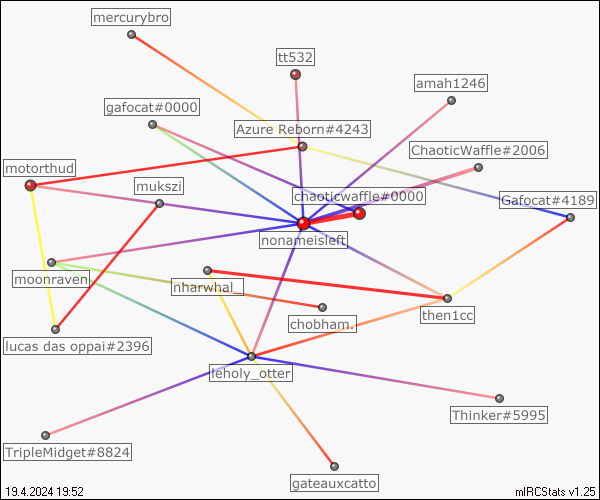 mercurybro
tt532
amah1246
gafocat#0000
Azure Reborn#4243
ChaoticWaffle#2006
motorthud
mukszi
chaoticwaffle#0000
Gafocat#4189
nonameisleft
moonraven
nharwhal_
then1cc
chobham.
lucas das oppai#2396
leholy_otter
Thinker#5995
TripleMidget#8824
gateauxcatto
19.4.2024 19:52
mIRCStats v1.25